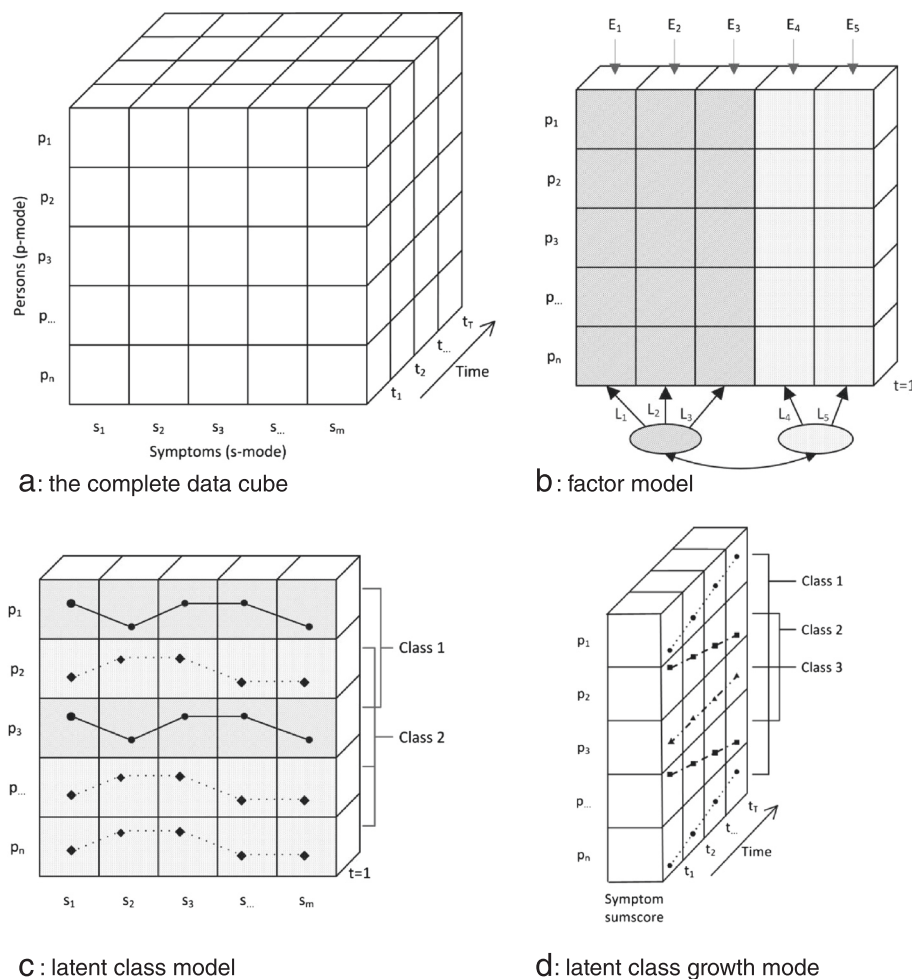 p1
p2
p3
p...
pn
Persons (p-mode)
s1 s2 s3 s... sm
Symptoms (s-mode)
t1 t2 t... tT
Time
a: the complete data cube
E1 E2 E3 E4 E5
p1
p2
p3
p...
pn
t=1
L1 L2 L3 L4 L5
b: factor model
p1
p2
p3
p...
pn
Class 1
Class 2
t=1
s1 s2 s3 s... sm
c: latent class model
p1
p2
p3
p...
pn
Class 1
Class 2
Class 3
t1 t2 t... tT
Time
Symptom
sumscore
d: latent class growth mode